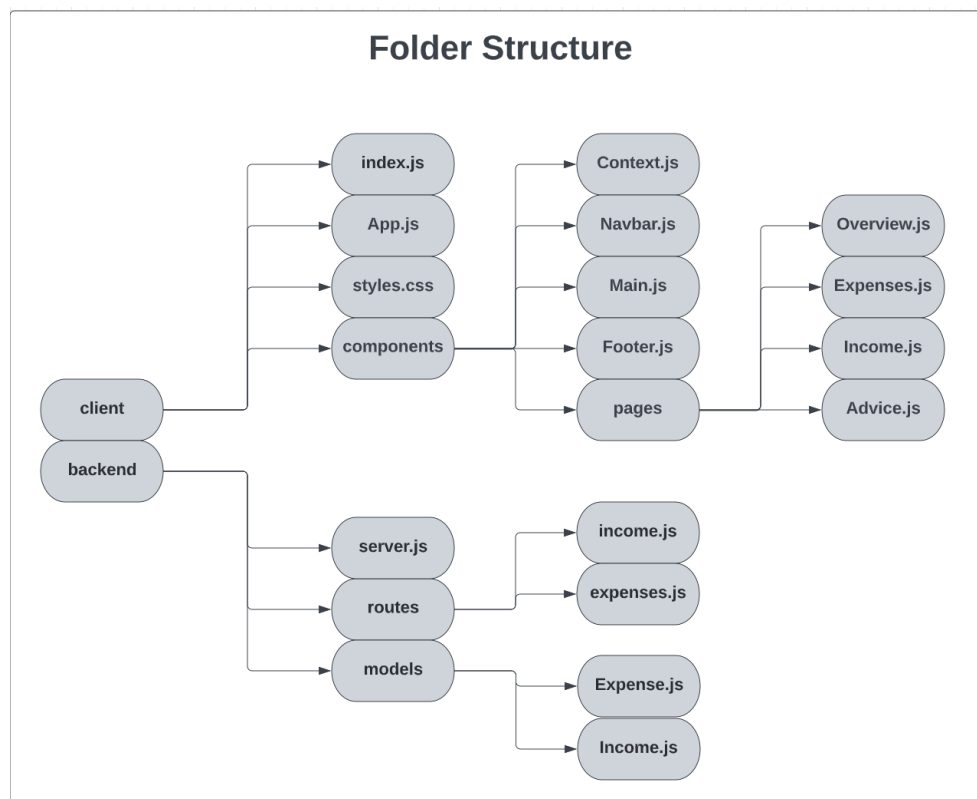 Folder Structure
index.js
App.js
styles.css
components
Context.js
Navbar.js
Main.js
Footer.js
pages
Overview.js
Expenses.js
Income.js
Advice.js
client
backend
server.js
routes
models
income.js
expenses.js
Expense.js
Income.js